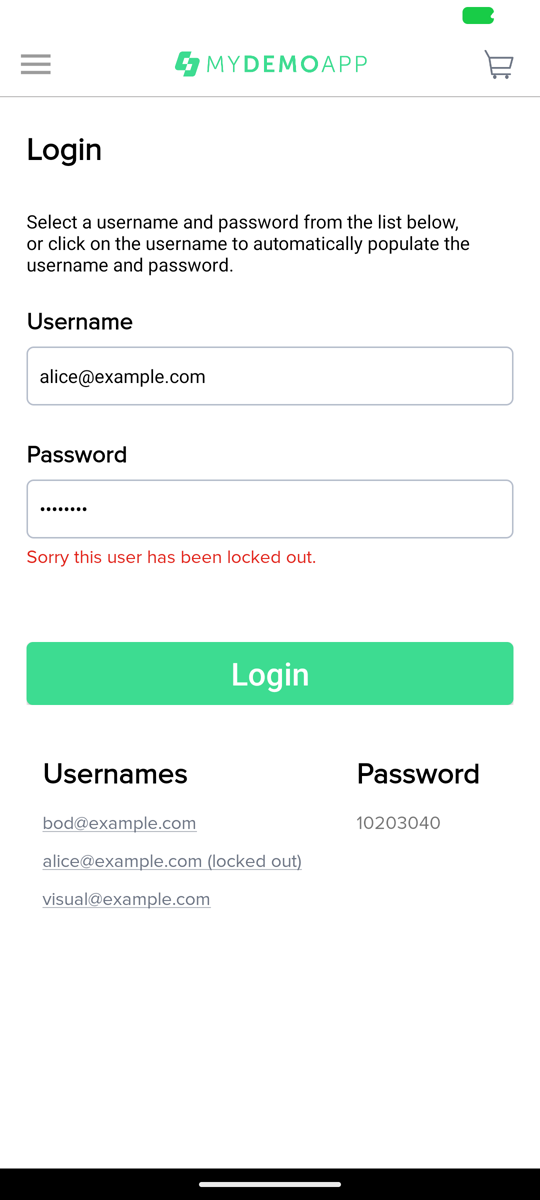 MYDEMOAPP
Login
Select a username and password from the list below,
or click on the username to automatically populate the
username and password.
Username
alice@example.com
Password
••••••••
Sorry this user has been locked out.
Login
Usernames Password
bod@example.com 10203040
alice@example.com (locked out)
visual@example.com